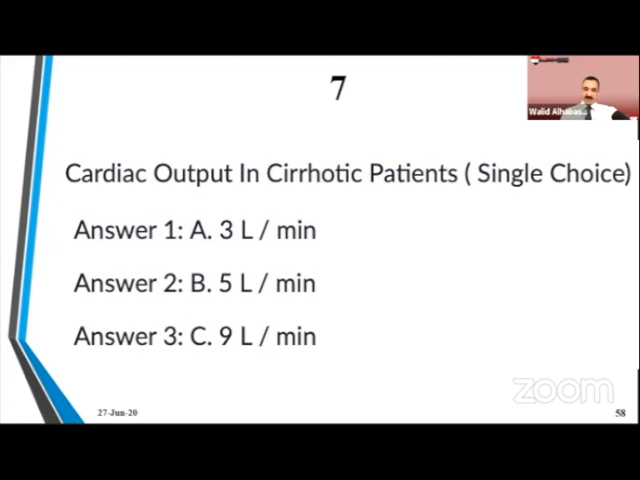 7
Walid Alhabas...
Cardiac Output In Cirrhotic Patients ( Single Choice)
Answer 1: A. 3 L / min
Answer 2: B. 5 L / min
Answer 3: C. 9 L / min
zoom
27-Jun-20
58